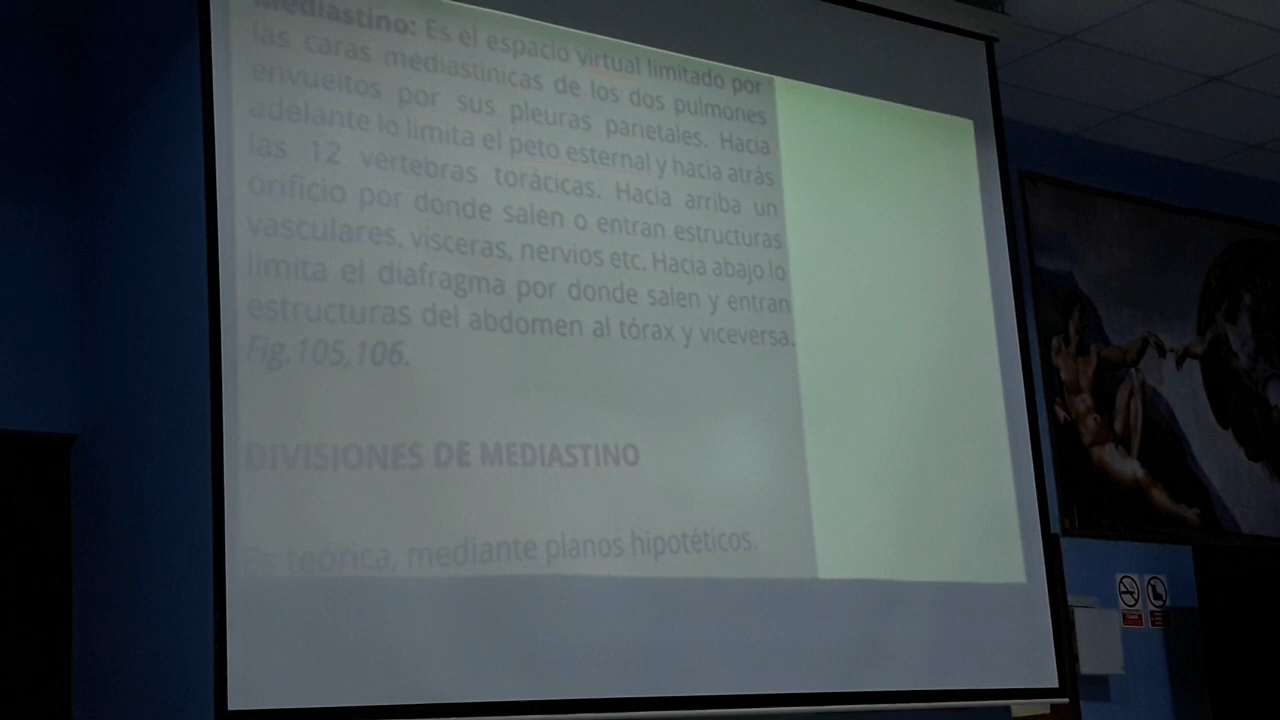 Mediastino: Es el espacio virtual limitado por
las caras mediastinicas de los dos pulmones
envueltos por sus pleuras parietales. Hacia
adelante lo limita el peto esternal y hacia atrás
las 12 vertebras torácicas. Hacia arriba un
orificio por donde salen o entran estructuras
vasculares, visceras, nervios etc. Hacia abajo lo
limita el diafragma por donde salen y entran
estructuras del abdomen al tórax y viceversa.
Fig.105,106.
DIVISIONES DE MEDIASTINO
Es teórica, mediante planos hipotéticos.